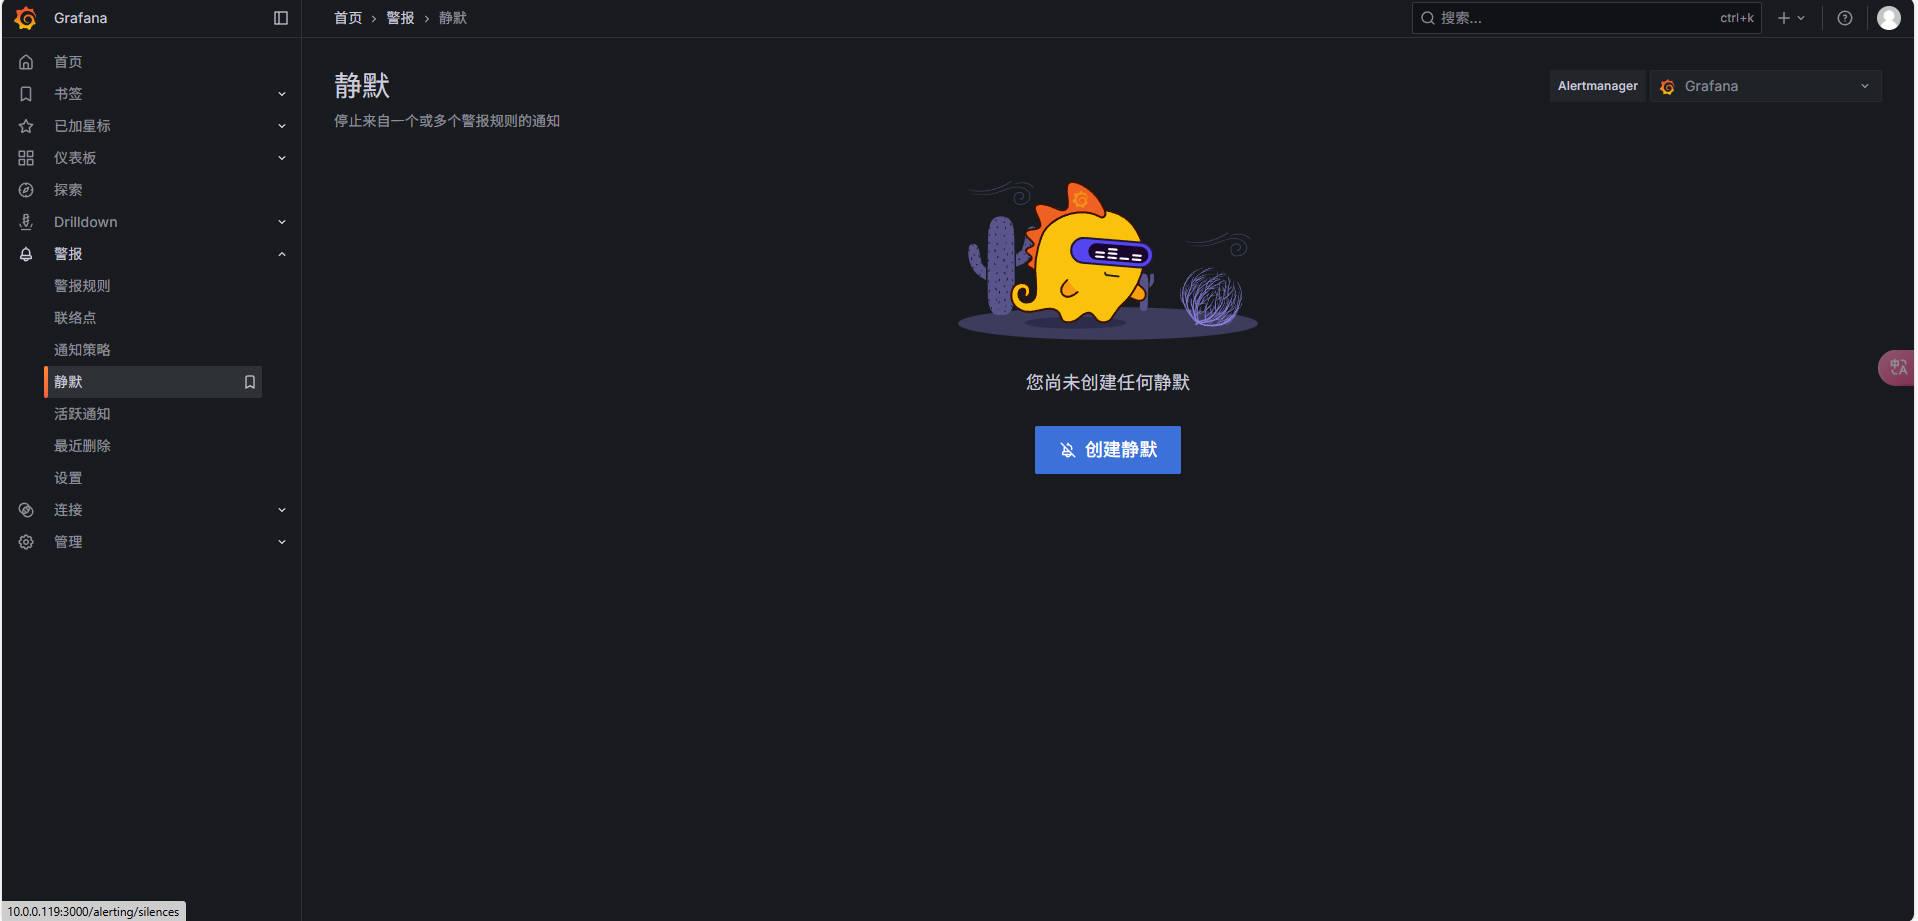 Grafana
首页 › 警报 › 静默
搜索...
ctrl+k
首页
书签
已加星标
仪表板
探索
Drilldown
警报
警报规则
联络点
通知策略
静默
活跃通知
最近删除
设置
连接
管理
静默
停止来自一个或多个警报规则的通知
Alertmanager
Grafana
您尚未创建任何静默
创建静默
中
A
10.0.0.119:3000/alerting/silences